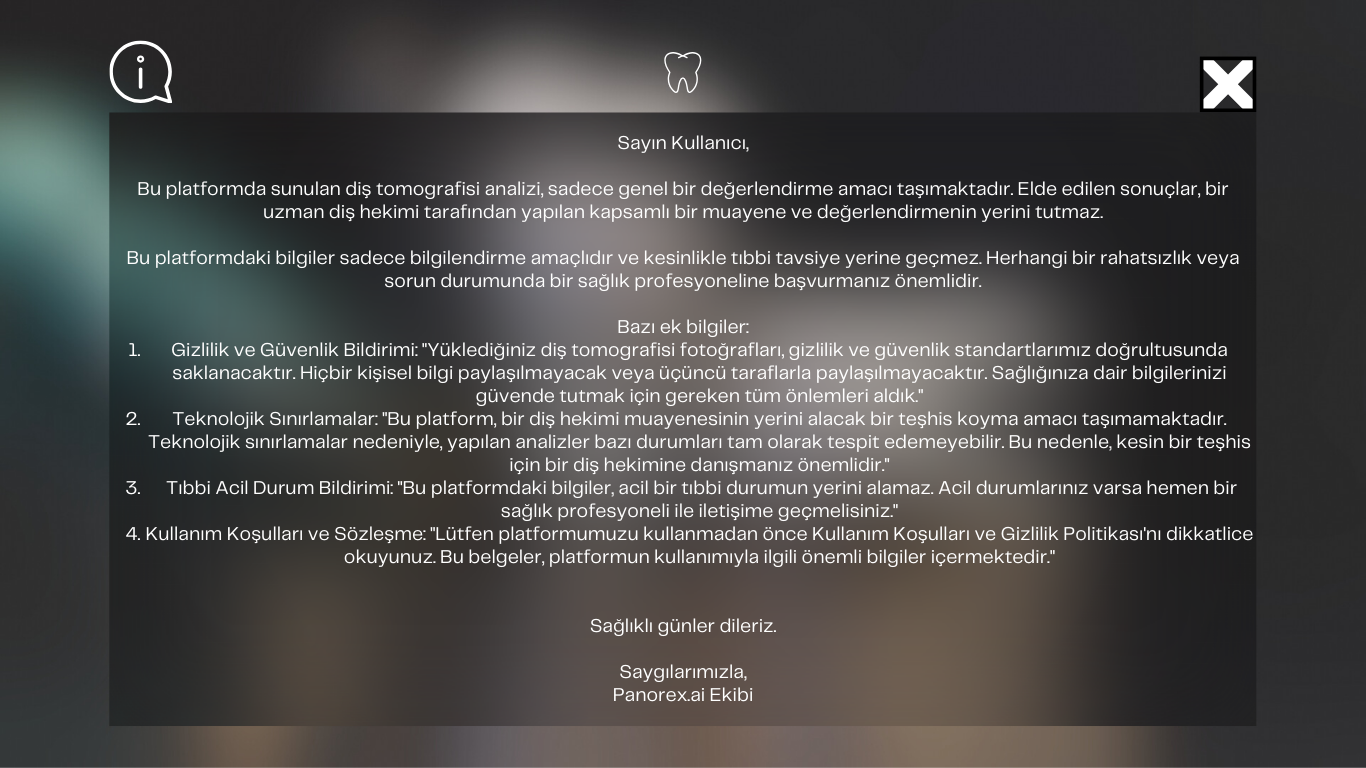 Sayın Kullanıcı,
Bu platformda sunulan diş tomografisi analizi, sadece genel bir değerlendirme amacı taşımaktadır. Elde edilen sonuçlar, bir
uzman diş hekimi tarafından yapılan kapsamlı bir muayene ve değerlendirmenin yerini tutmaz.
Bu platformdaki bilgiler sadece bilgilendirme amaçlıdır ve kesinlikle tıbbi tavsiye yerine geçmez. Herhangi bir rahatsızlık veya
sorun durumunda bir sağlık profesyoneline başvurmanız önemlidir.
Bazı ek bilgiler:
1. Gizlilik ve Güvenlik Bildirimi: "Yüklediğiniz diş tomografisi fotoğrafları, gizlilik ve güvenlik standartlarımız doğrultusunda
saklanacaktır. Hiçbir kişisel bilgi paylaşılmayacak veya üçüncü taraflarla paylaşılmayacaktır. Sağlığınıza dair bilgilerinizi
güvende tutmak için gereken tüm önlemleri aldık."
2. Teknolojik Sınırlamalar: "Bu platform, bir diş hekimi muayenesinin yerini alacak bir teşhis koyma amacı taşımamaktadır.
Teknolojik sınırlamalar nedeniyle, yapılan analizler bazı durumları tam olarak tespit edemeyebilir. Bu nedenle, kesin bir teşhis
için bir diş hekimine danışmanız önemlidir."
3. Tıbbi Acil Durum Bildirimi: "Bu platformdaki bilgiler, acil bir tıbbi durumun yerini alamaz. Acil durumlarınız varsa hemen bir
sağlık profesyoneli ile iletişime geçmelisiniz."
4. Kullanım Koşulları ve Sözleşme: "Lütfen platformumuzu kullanmadan önce Kullanım Koşulları ve Gizlilik Politikası'nı dikkatlice
okuyunuz. Bu belgeler, platformun kullanımıyla ilgili önemli bilgiler içermektedir."
Sağlıklı günler dileriz.
Saygılarımızla,
Panorex.ai Ekibi